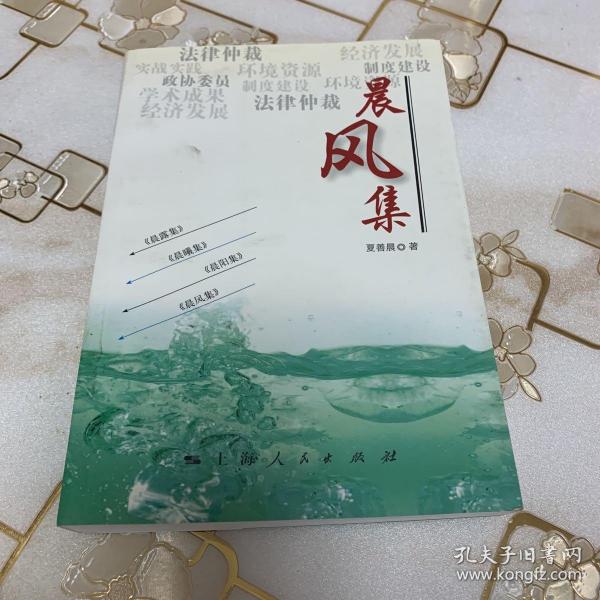 法律仲裁 经济发展
实战实践 环境资源 制度建设
政协委员 制度建设 环境资源
学术成果 法律仲裁
经济发展
晨风集
夏善晨 著
《晨露集》
《晨曦集》
《晨阳集》
《晨风集》
上海人民出版社
孔夫子旧书网
www.kongfz.com